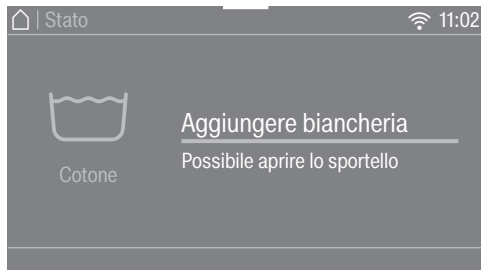 | Stato
11:02
Aggiungere biancheria
Cotone
Possibile aprire lo sportello